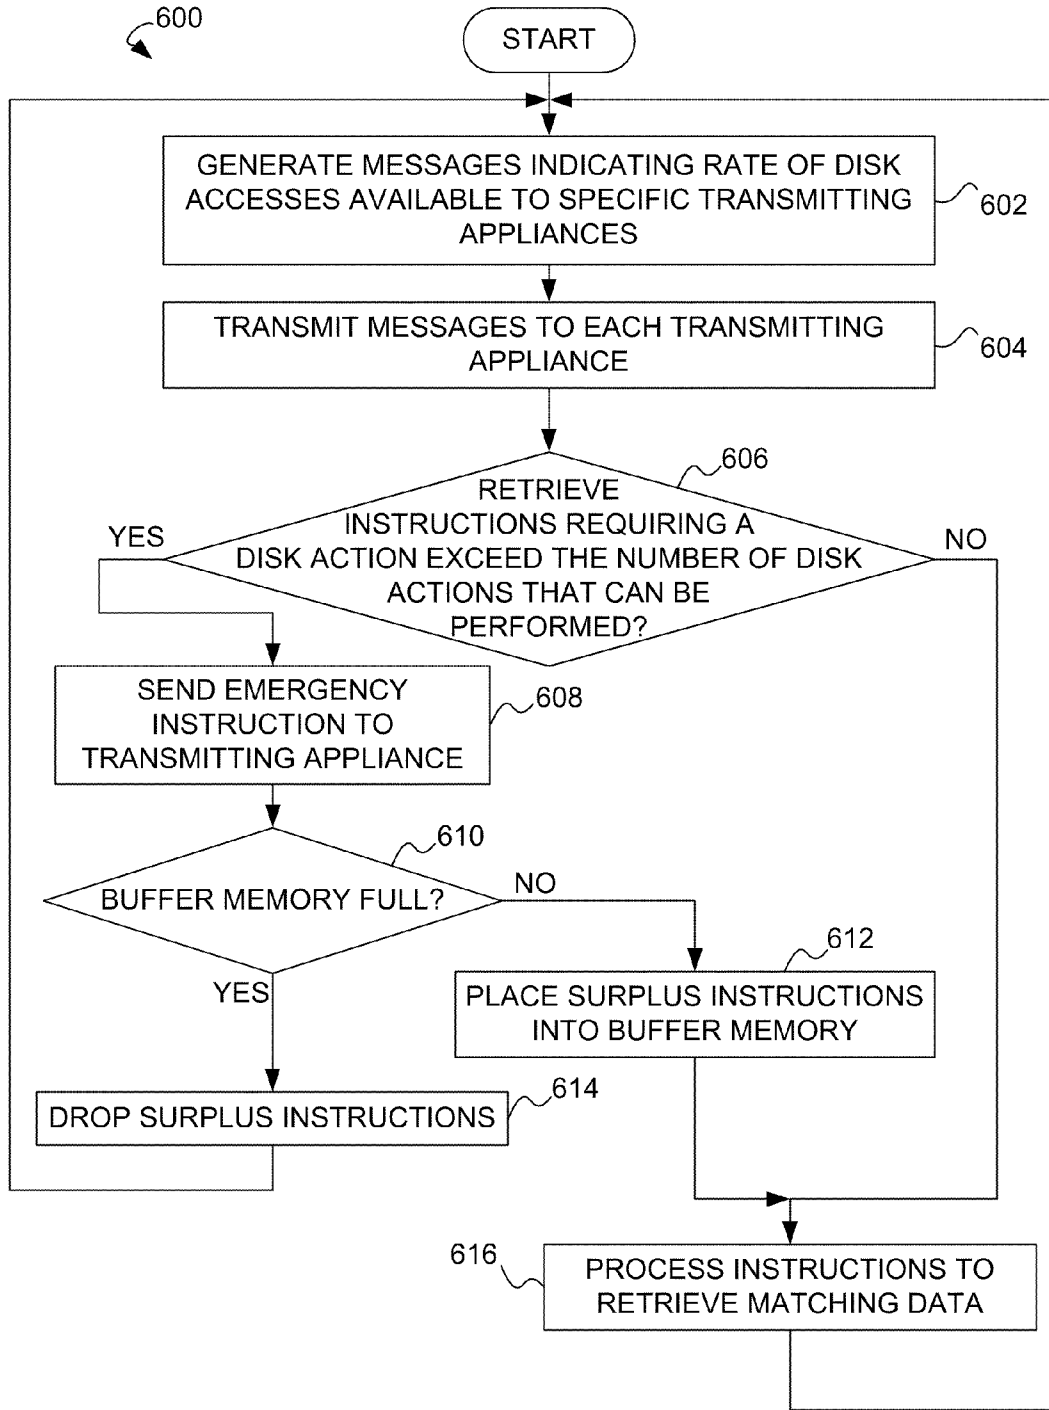 600
START
GENERATE MESSAGES INDICATING RATE OF DISK
ACCESSES AVAILABLE TO SPECIFIC TRANSMITTING
APPLIANCES
602
TRANSMIT MESSAGES TO EACH TRANSMITTING
APPLIANCE
604
606
RETRIEVE
INSTRUCTIONS REQUIRING A
DISK ACTION EXCEED THE NUMBER OF DISK
ACTIONS THAT CAN BE
PERFORMED?
YES
NO
SEND EMERGENCY
INSTRUCTION TO
TRANSMITTING APPLIANCE
608
610
BUFFER MEMORY FULL?
NO
YES
612
PLACE SURPLUS INSTRUCTIONS
INTO BUFFER MEMORY
614
DROP SURPLUS INSTRUCTIONS
616
PROCESS INSTRUCTIONS TO
RETRIEVE MATCHING DATA